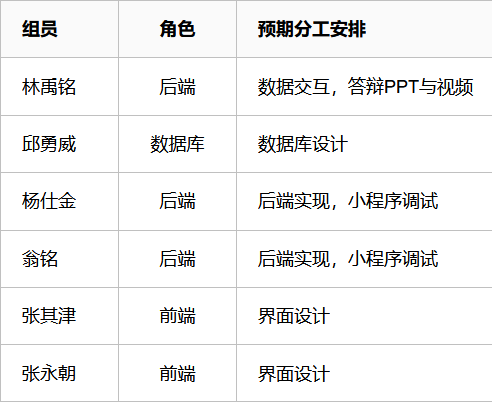 组员 角色 预期分工安排
林禹铭 后端 数据交互，答辩PPT与视频
邱勇威 数据库 数据库设计
杨仕金 后端 后端实现，小程序调试
翁铭 后端 后端实现，小程序调试
张其津 前端 界面设计
张永朝 前端 界面设计